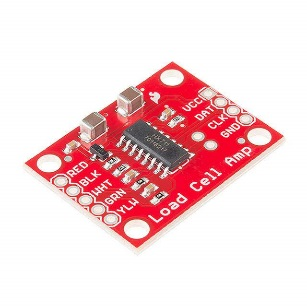 VCC
DAT
CLK
GND
RED
BLK
WHT
GRN
YLW
Load Cell Amp